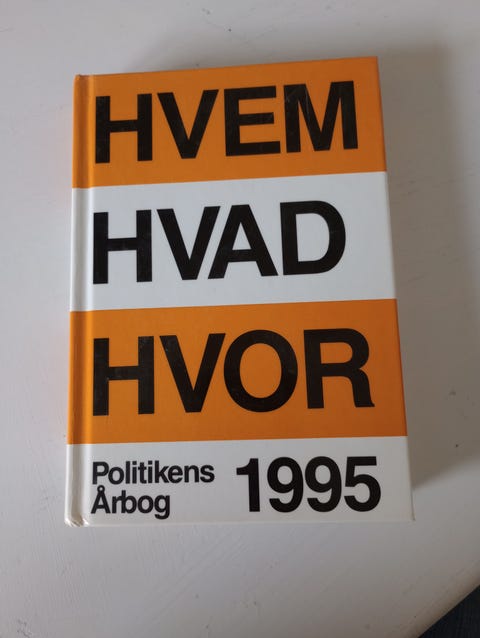 HVEM
HVAD
HVOR
Politikens
Årbog
1995